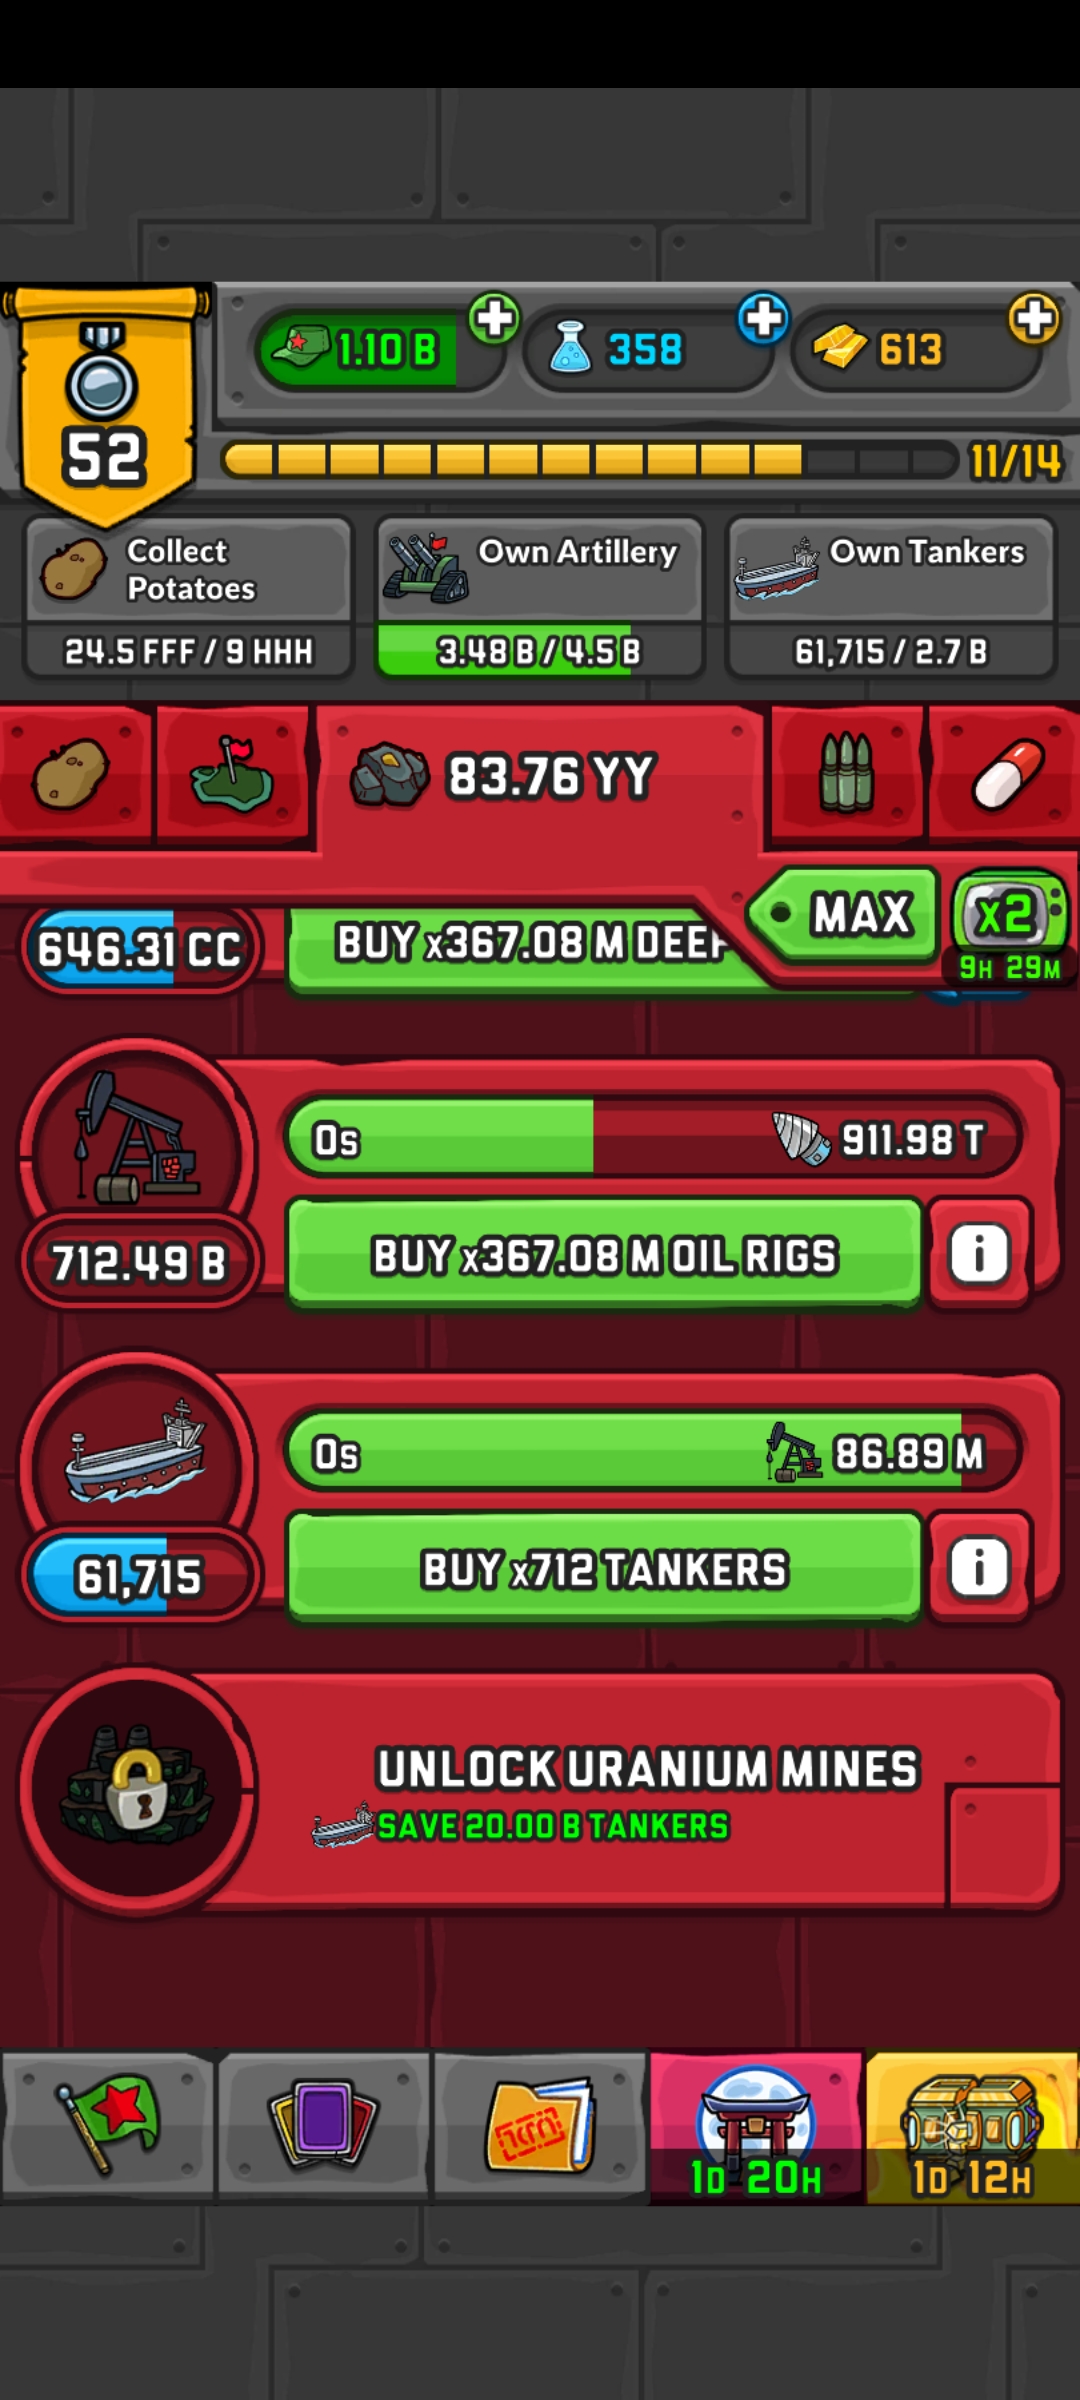 1.10 B
358
613
52
11/14
Collect
Potatoes
Own Artillery
Own Tankers
24.5 FFF / 9 HHH
3.48 B / 4.5 B
61,715 / 2.7 B
83.76 YY
MAX
x2
9H 29M
646.31 CC
BUY x367.08 M DEEP
0s
911.98 T
712.49 B
BUY x367.08 M OIL RIGS
i
0s
86.89 M
61,715
BUY x712 TANKERS
i
UNLOCK URANIUM MINES
SAVE 20.00 B TANKERS
1D 20H
1D 12H